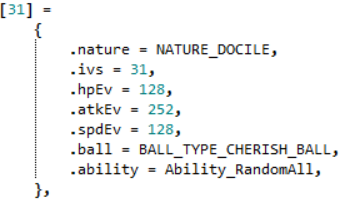 [31] =
{
.nature = NATURE_DOCILE,
.ivs = 31,
.hpEv = 128,
.atkEv = 252,
.spdEv = 128,
.ball = BALL_TYPE_CHERISH_BALL,
.ability = Ability_RandomAll,
},